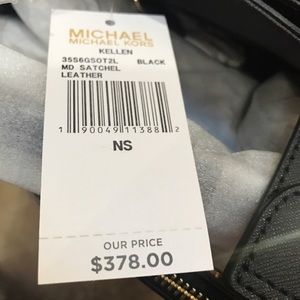 MICHAEL
MICHAEL KORS
KELLEN
35S6GSOT2L BLACK
MD SATCHEL
LEATHER
1 90049 11388 2
NS
OUR PRICE
$378.00